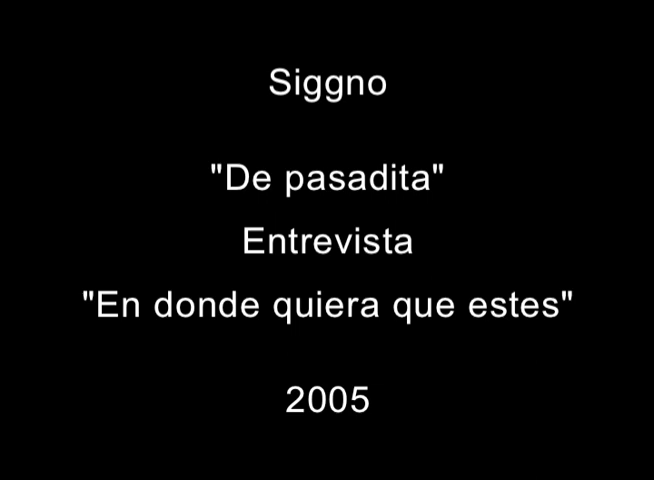 Siggno
"De pasadita"
Entrevista
"En donde quiera que estes"
2005